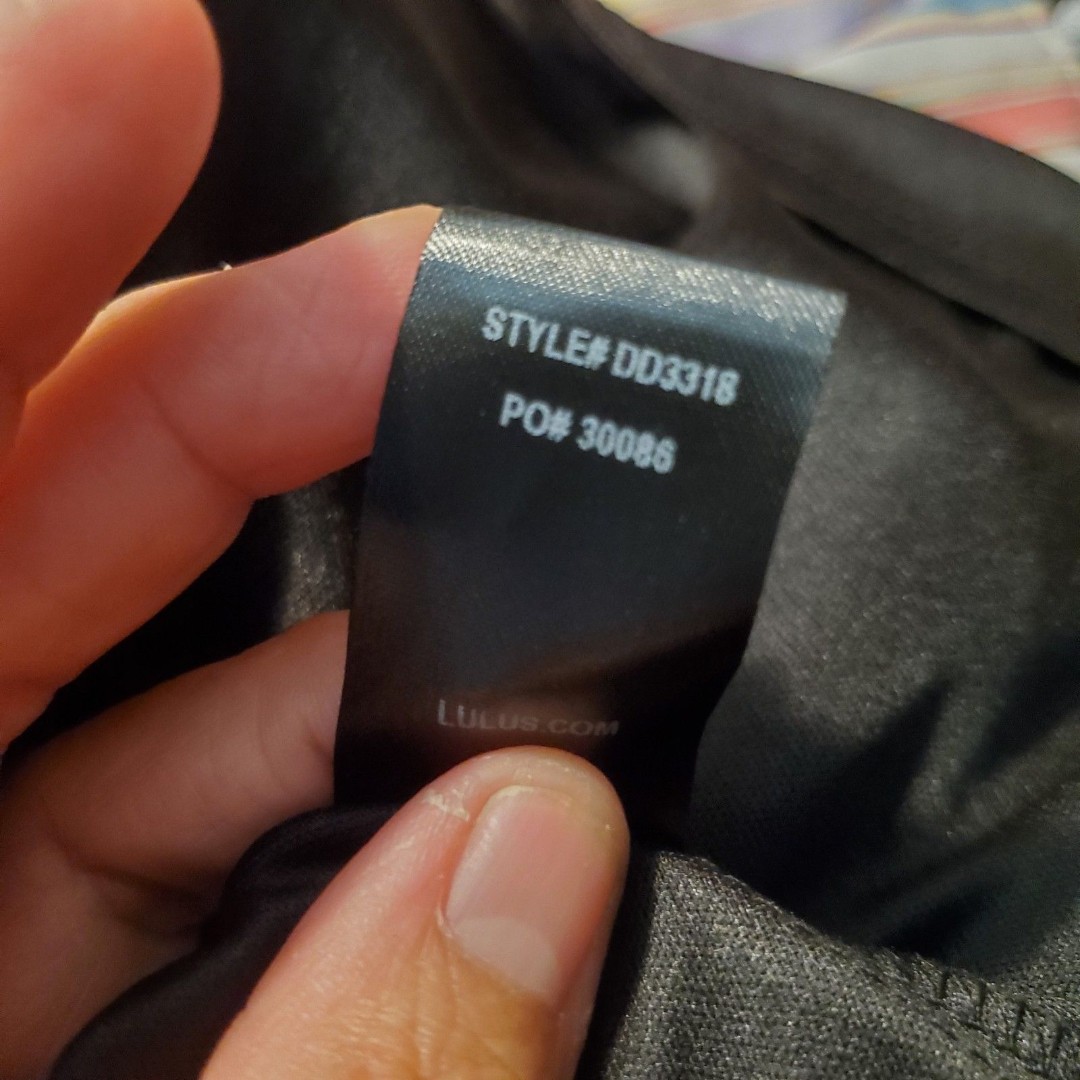 STYLE# DD3318
PO# 30086
LULUS.COM